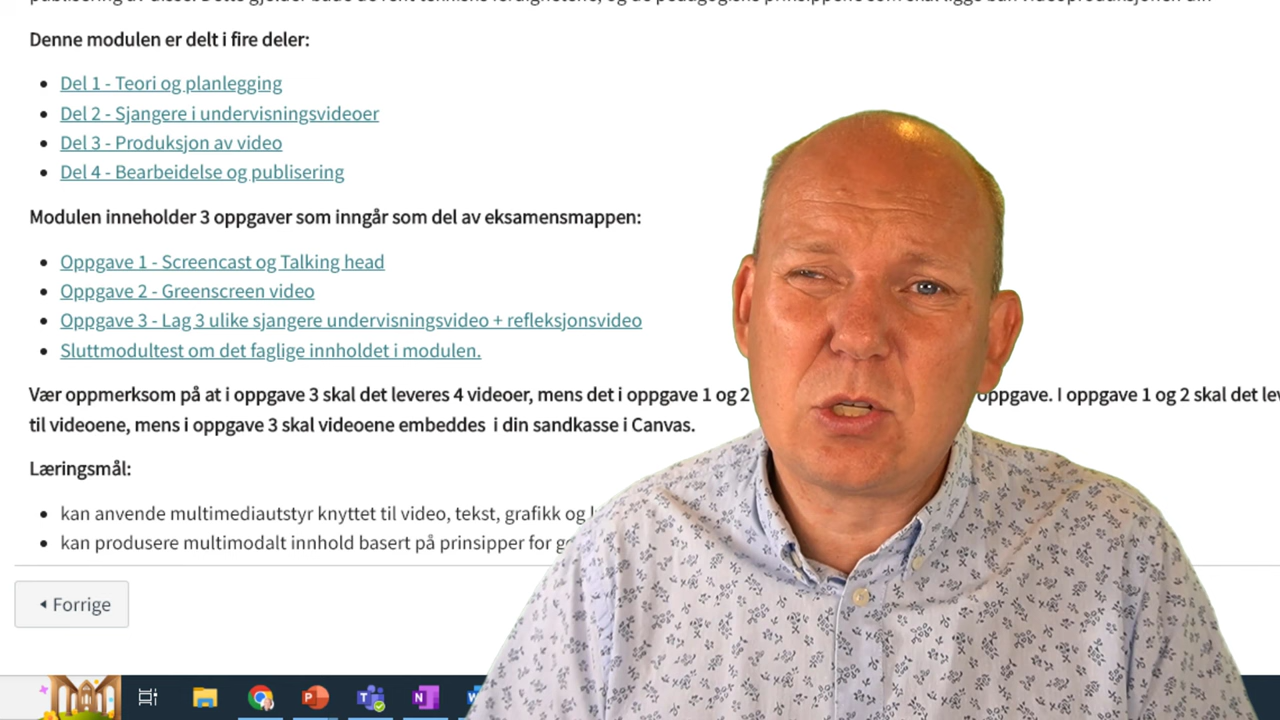 Denne modulen er delt i fire deler:
Del 1 - Teori og planlegging
Del 2 - Sjangere i undervisningsvideoer
Del 3 - Produksjon av video
Del 4 - Bearbeidelse og publisering
Modulen inneholder 3 oppgaver som inngår som del av eksamensmappen:
Oppgave 1 - Screencast og Talking head
Oppgave 2 - Greenscreen video
Oppgave 3 - Lag 3 ulike sjangere undervisningsvideo + refleksjonsvideo
Sluttmodultest om det faglige innholdet i modulen.
Vær oppmerksom på at i oppgave 3 skal det leveres 4 videoer, mens det i oppgave 1 og 2 oppgave. I oppgave 1 og 2 skal det
til videoene, mens i oppgave 3 skal videoene embeddes i din sandkasse i Canvas.
Læringsmål:
kan anvende multimediautstyr knyttet til video, tekst, grafikk og
kan produsere multimodalt innhold basert på prinsipper for
Forrige